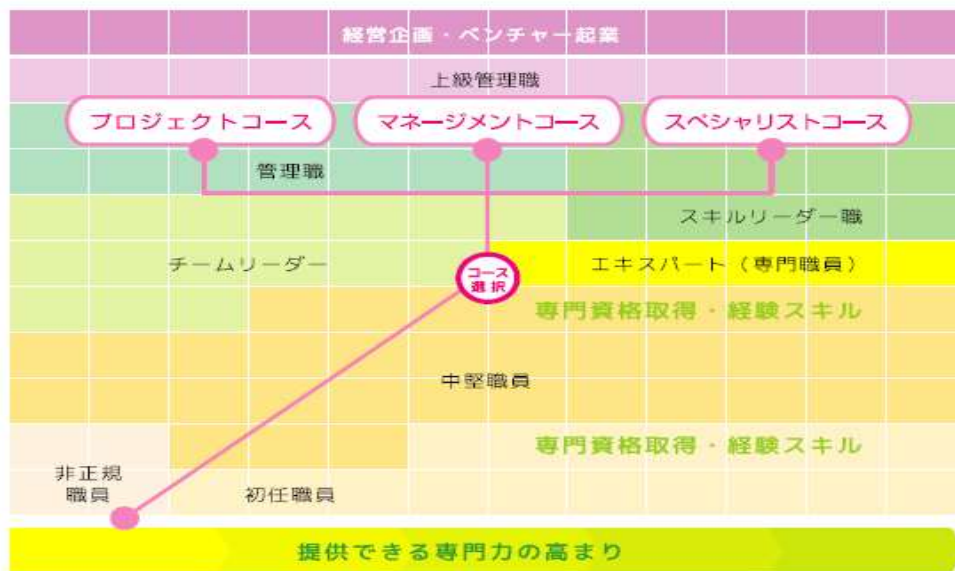 経営企画・ベンチャー起業
上級管理職
プロジェクトコース
マネージメントコース
スペシャリストコース
管理職
スキルリーダー職
チームリーダー
コース
選択
エキスパート（専門職員）
専門資格取得・経験スキル
中堅職員
専門資格取得・経験スキル
非正規
職員
初任職員
提供できる専門力の高まり